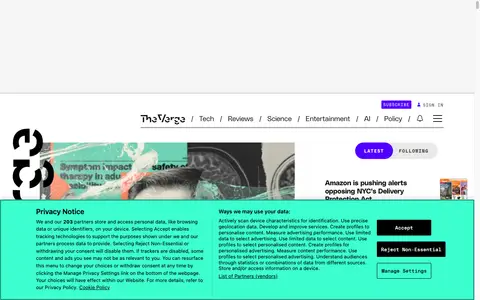 SUBSCRIBE
SIGN IN
The Verge / Tech / Reviews / Science / Entertainment / AI / Policy /
LATEST
FOLLOWING
Symptom impact safety of
therapy in adul
Amazon is pushing alerts
opposing NYC's Delivery
Protection Act
Privacy Notice
We and our 203 partners store and access personal data, like browsing
data or unique identifiers, on your device. Selecting Accept enables
tracking technologies to support the purposes shown under we and our
partners process data to provide. Selecting Reject Non-Essential or
withdrawing your consent will disable them. If trackers are disabled, some
content and ads you see may not be as relevant to you. You can resurface
this menu to change your choices or withdraw consent at any time by
clicking the Manage Privacy Settings link on the bottom of the webpage.
Your choices will have effect within our Website. For more details, refer to
our Privacy Policy. Cookie Policy
Ways we may use your data:
Actively scan device characteristics for identification. Use precise
geolocation data. Develop and improve services. Create profiles to
personalise content. Measure advertising performance. Use limited
data to select advertising. Use limited data to select content. Use
profiles to select personalised content. Create profiles for
personalised advertising. Measure content performance. Use
profiles to select personalised advertising. Understand audiences
through statistics or combinations of data from different sources.
Store and/or access information on a device.
List of Partners (vendors)
Accept
Reject Non-Essential
Manage Settings